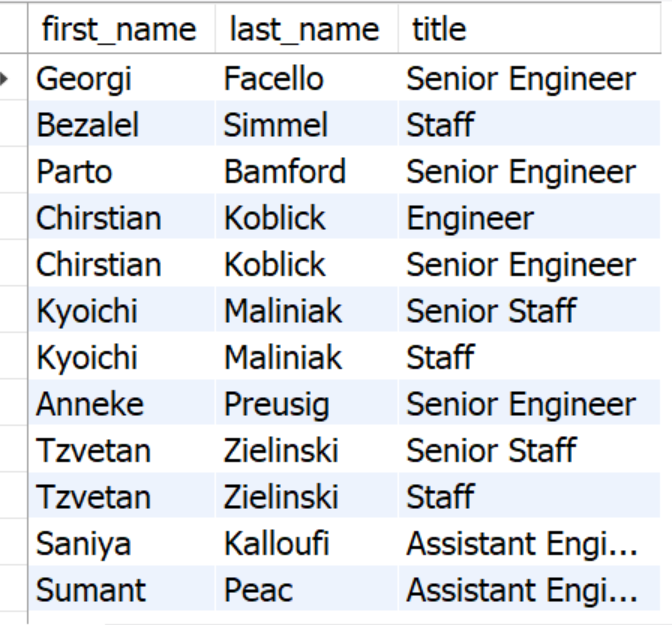 first_name last_name title
Georgi Facello Senior Engineer
Bezalel Simmel Staff
Parto Bamford Senior Engineer
Chirstian Koblick Engineer
Chirstian Koblick Senior Engineer
Kyoichi Maliniak Senior Staff
Kyoichi Maliniak Staff
Anneke Preusig Senior Engineer
Tzvetan Zielinski Senior Staff
Tzvetan Zielinski Staff
Saniya Kalloufi Assistant Engi...
Sumant Peac Assistant Engi...